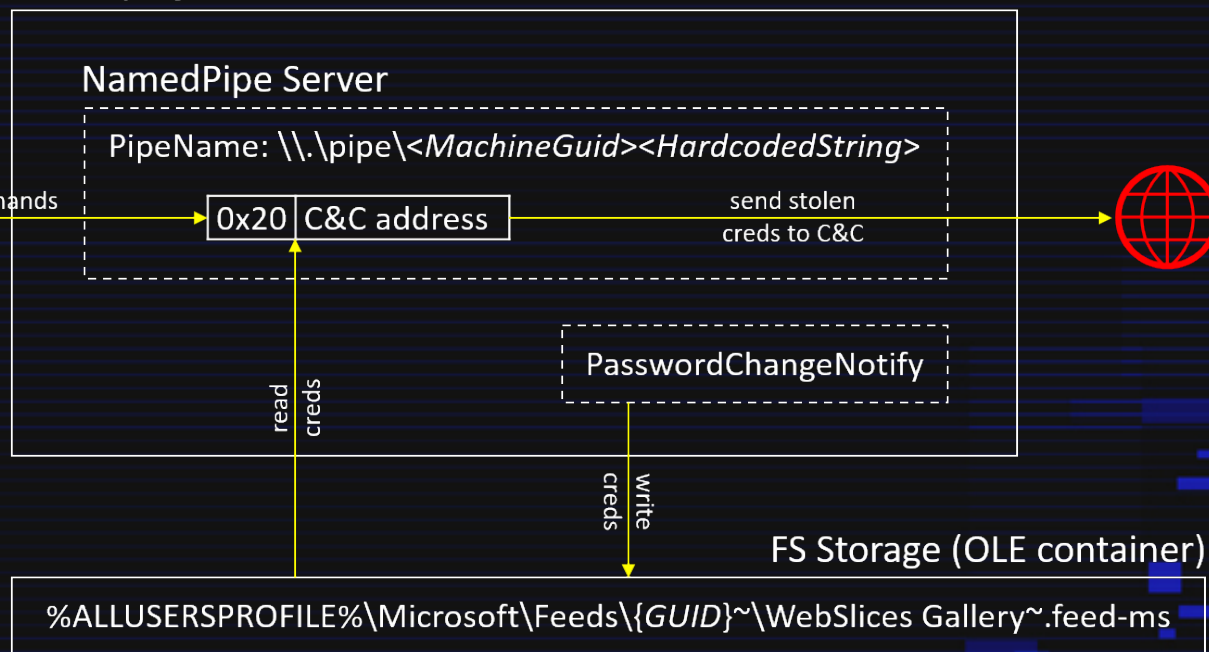 NamedPipe Server
PipeName: \\.\pipe\<MachineGuid><HardcodedString>
0x20 C&C address
send stolen
creds to C&C
PasswordChangeNotify
read
creds
write
creds
FS Storage (OLE container)
%ALLUSERSPROFILE%\Microsoft\Feeds\{GUID}~\WebSlices Gallery~.feed-ms